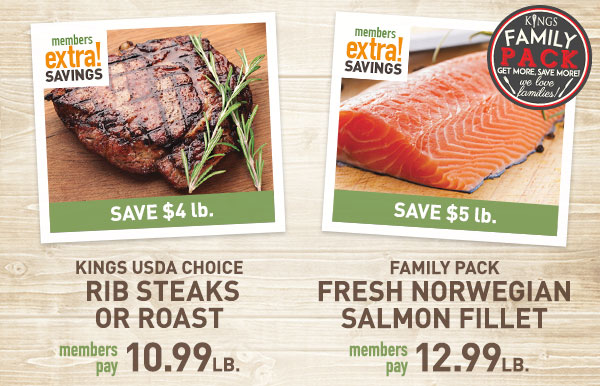 members
extra!
SAVINGS
SAVE $4 lb.
KINGS USDA CHOICE
RIB STEAKS
OR ROAST
members
pay 10.99LB.
members
extra!
SAVINGS
KINGS
FAMILY
PACK
GET MORE, SAVE MORE!
we love
families!
SAVE $5 lb.
FAMILY PACK
FRESH NORWEGIAN
SALMON FILLET
members
pay 12.99LB.